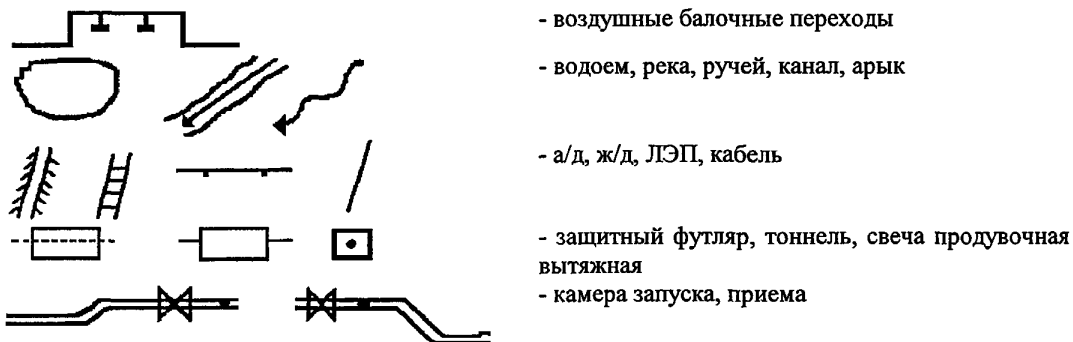 - воздушные балочные переходы
- водоем, река, ручей, канал, арык
- а/д, ж/д, ЛЭП, кабель
- защитный футляр, тоннель, свеча продувочная
вытяжная
- камера запуска, приема